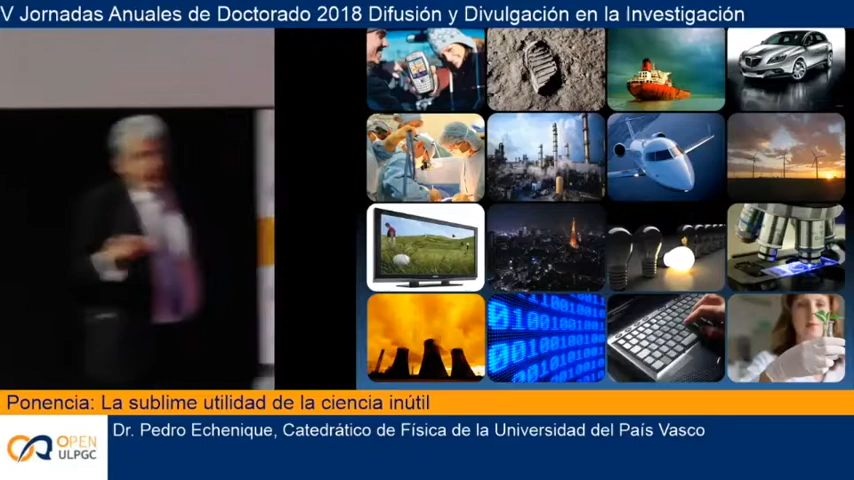 V Jornadas Anuales de Doctorado 2018 Difusión y Divulgación en la Investigación
Ponencia: La sublime utilidad de la ciencia inútil
Dr. Pedro Echenique, Catedrático de Física de la Universidad del País Vasco
OPEN
ULPGC